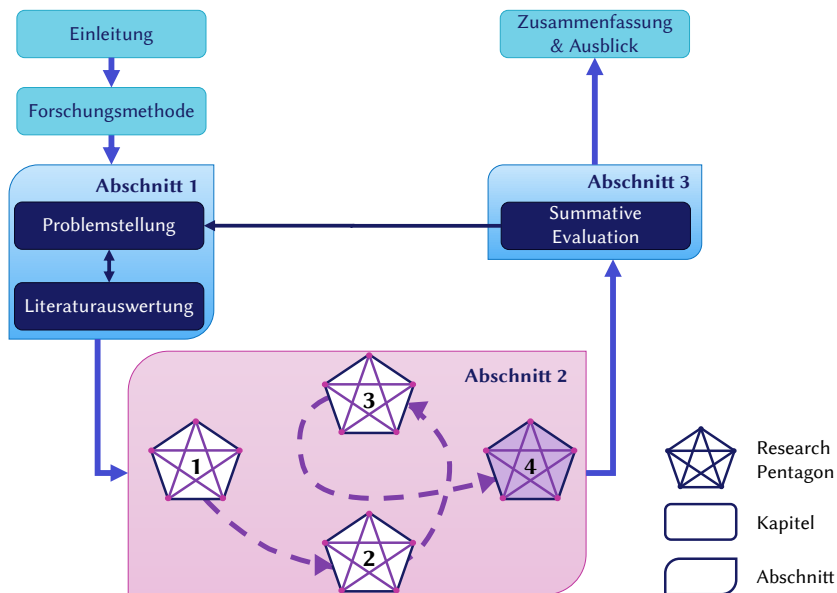 Einleitung
Forschungsmethode
Abschnitt 1
Problemstellung
Literaturauswertung
Zusammenfassung
& Ausblick
Abschnitt 3
Summative
Evaluation
Abschnitt 2
1
2
3
4
Research
Pentagon
Kapitel
Abschnitt